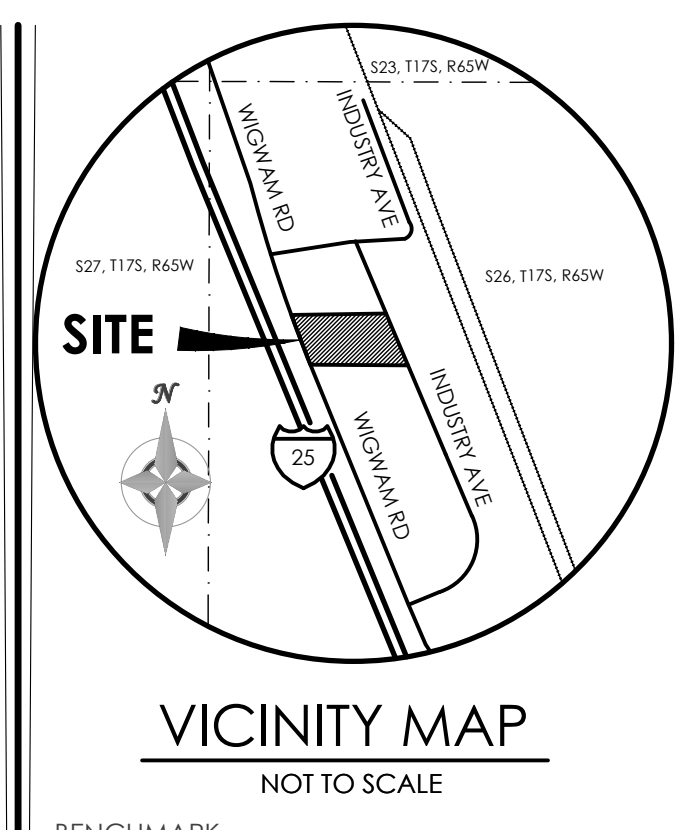 S23, T17S, R65W
WIGWAM RD
INDUSTRY AVE
S27, T17S, R65W
S26, T17S, R65W
SITE
N
25
WIGWAM RD
INDUSTRY AVE
VICINITY MAP
NOT TO SCALE
BENCHMARK